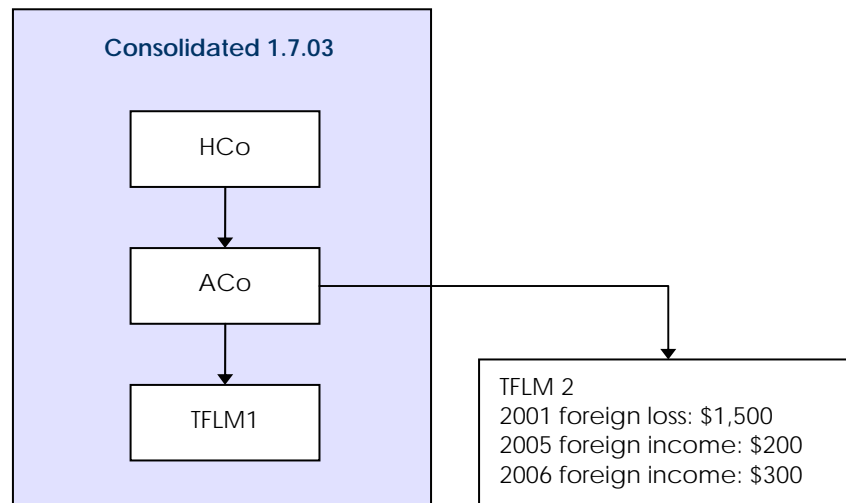 Consolidated 1.7.03
HCo
ACo
TFLM1
TFLM 2
2001 foreign loss: $1,500
2005 foreign income: $200
2006 foreign income: $300